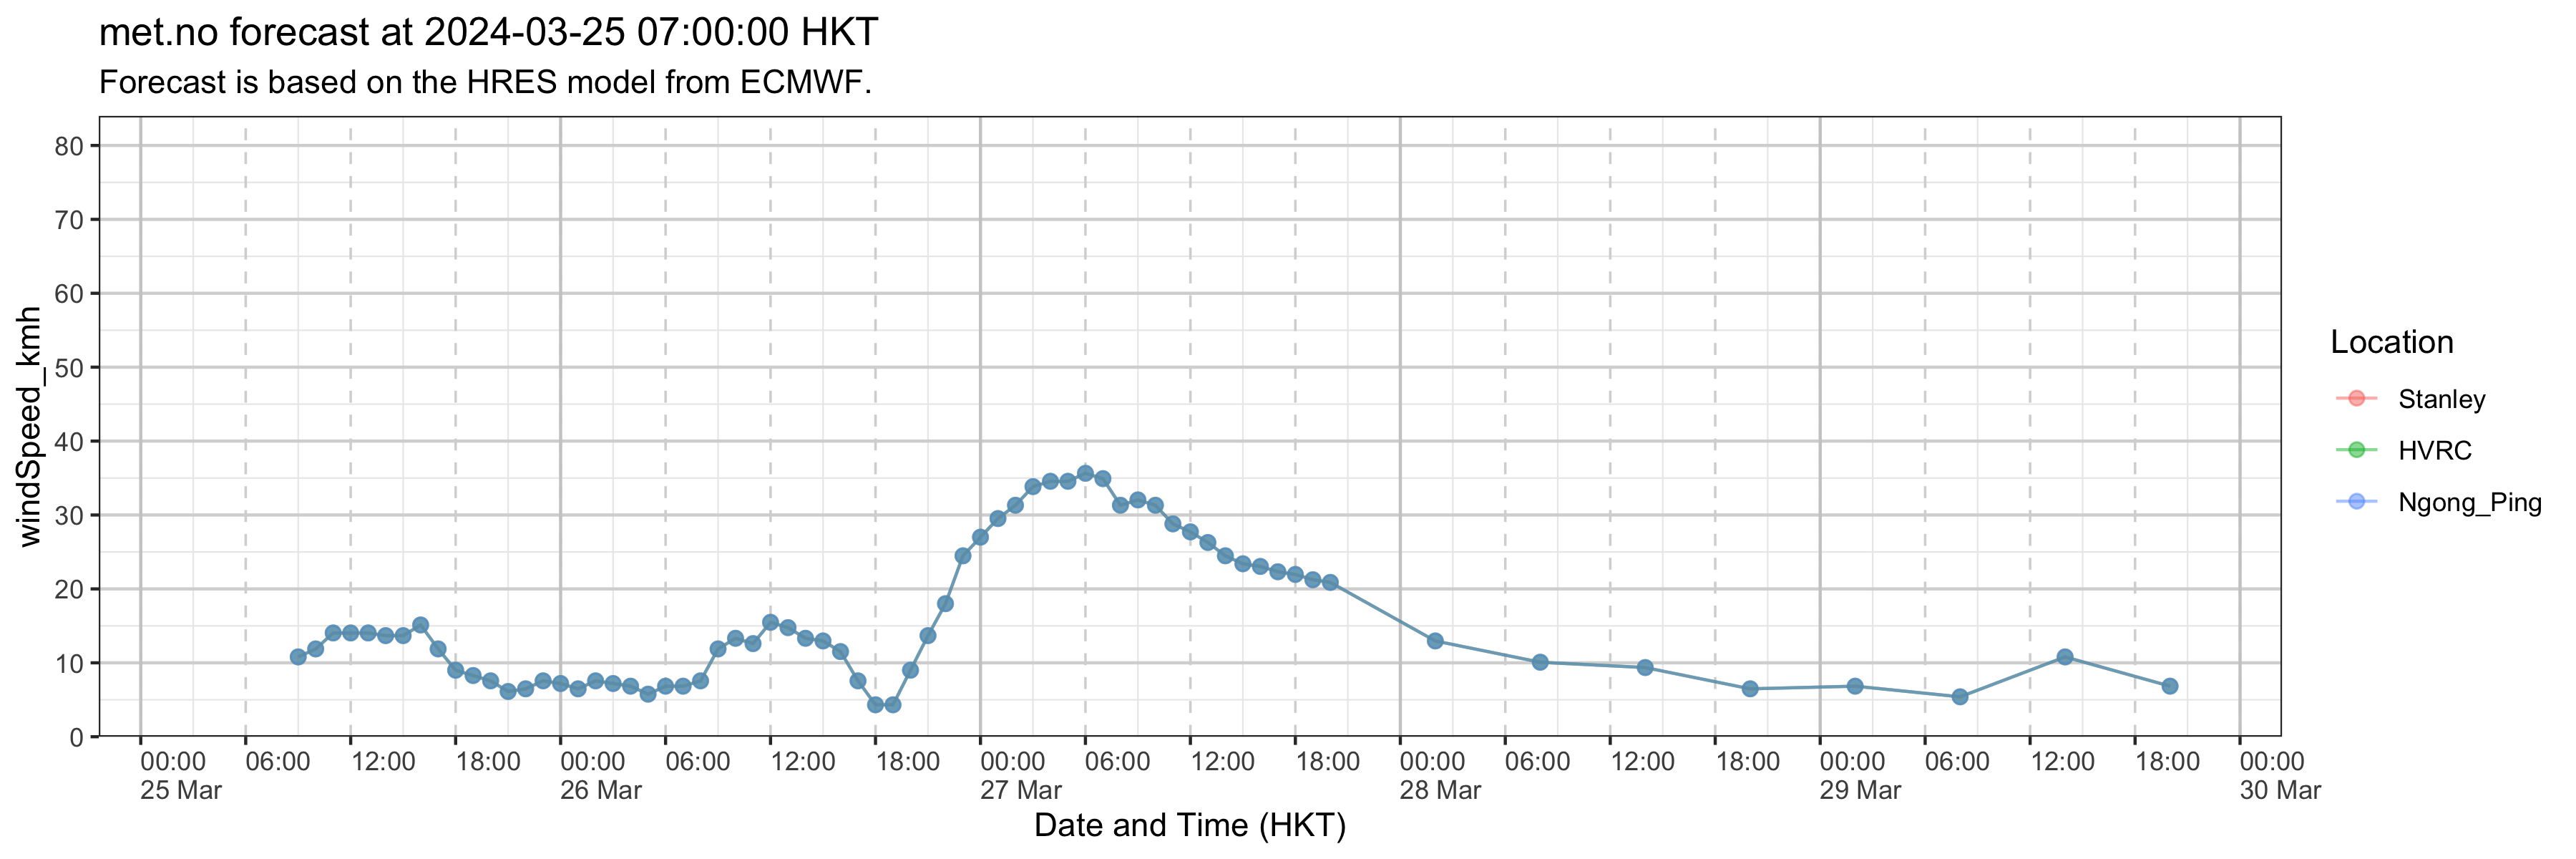 met.no forecast at 2024-03-25 07:00:00 HKT
Forecast is based on the HRES model from ECMWF.
windSpeed_kmh
80
70
60
50
40
30
20
10
0
00:00 06:00 12:00 18:00 00:00 06:00 12:00 18:00 00:00 06:00 12:00 18:00 00:00 06:00 12:00 18:00 00:00 06:00 12:00 18:00 00:00
25 Mar 26 Mar 27 Mar 28 Mar 29 Mar 30 Mar
Date and Time (HKT)
Location
Stanley
HVRC
Ngong_Ping